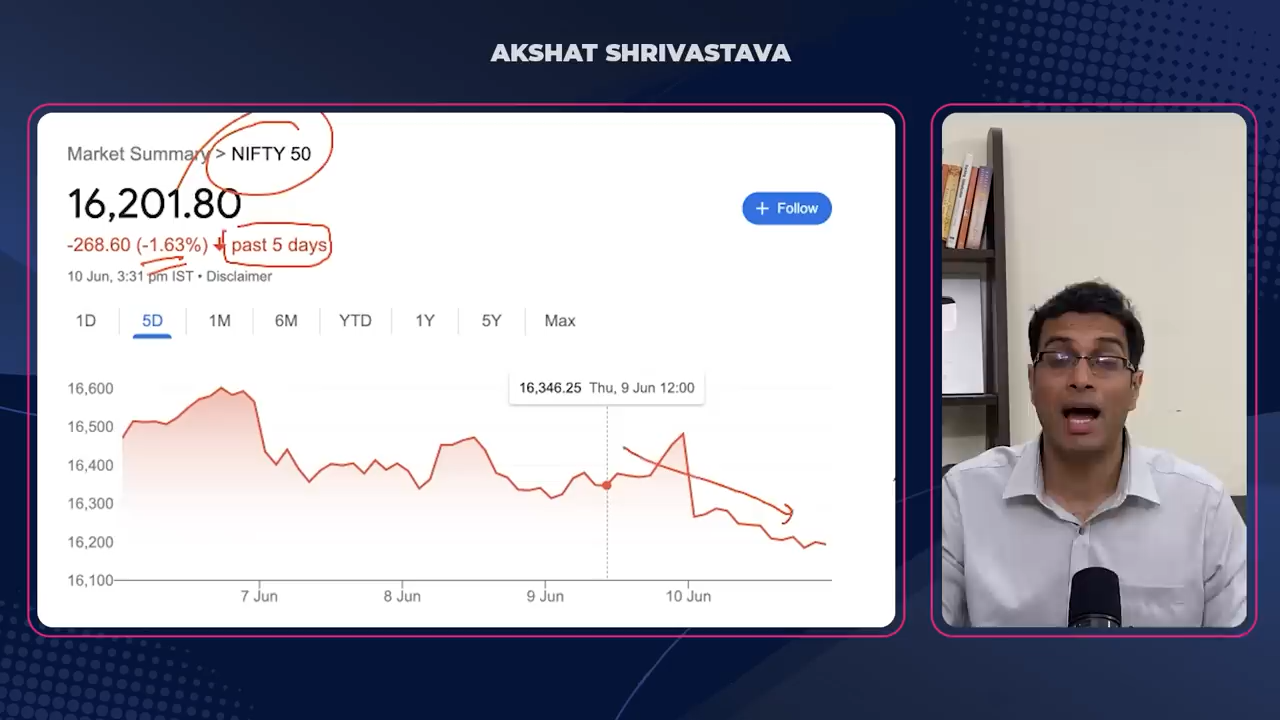 AKSHAT SHRIVASTAVA
Market Summary > NIFTY 50
16,201.80
+ Follow
-268.60 (-1.63%) past 5 days
10 Jun, 3:31 pm IST • Disclaimer
1D 5D 1M 6M YTD 1Y 5Y Max
16,346.25 Thu, 9 Jun 12:00
16,600
16,500
16,400
16,300
16,200
16,100
7 Jun 8 Jun 9 Jun 10 Jun